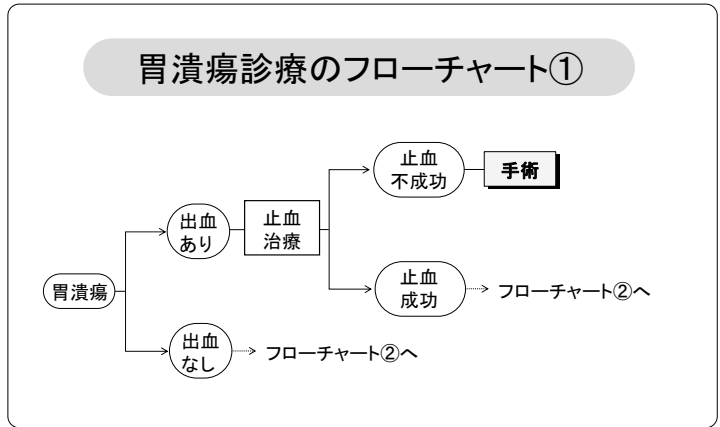 胃潰瘍診療のフローチャート①
止血
不成功
手術
出血
あり
止血
治療
胃潰瘍
止血
成功
フローチャート②へ
出血
なし
フローチャート②へ